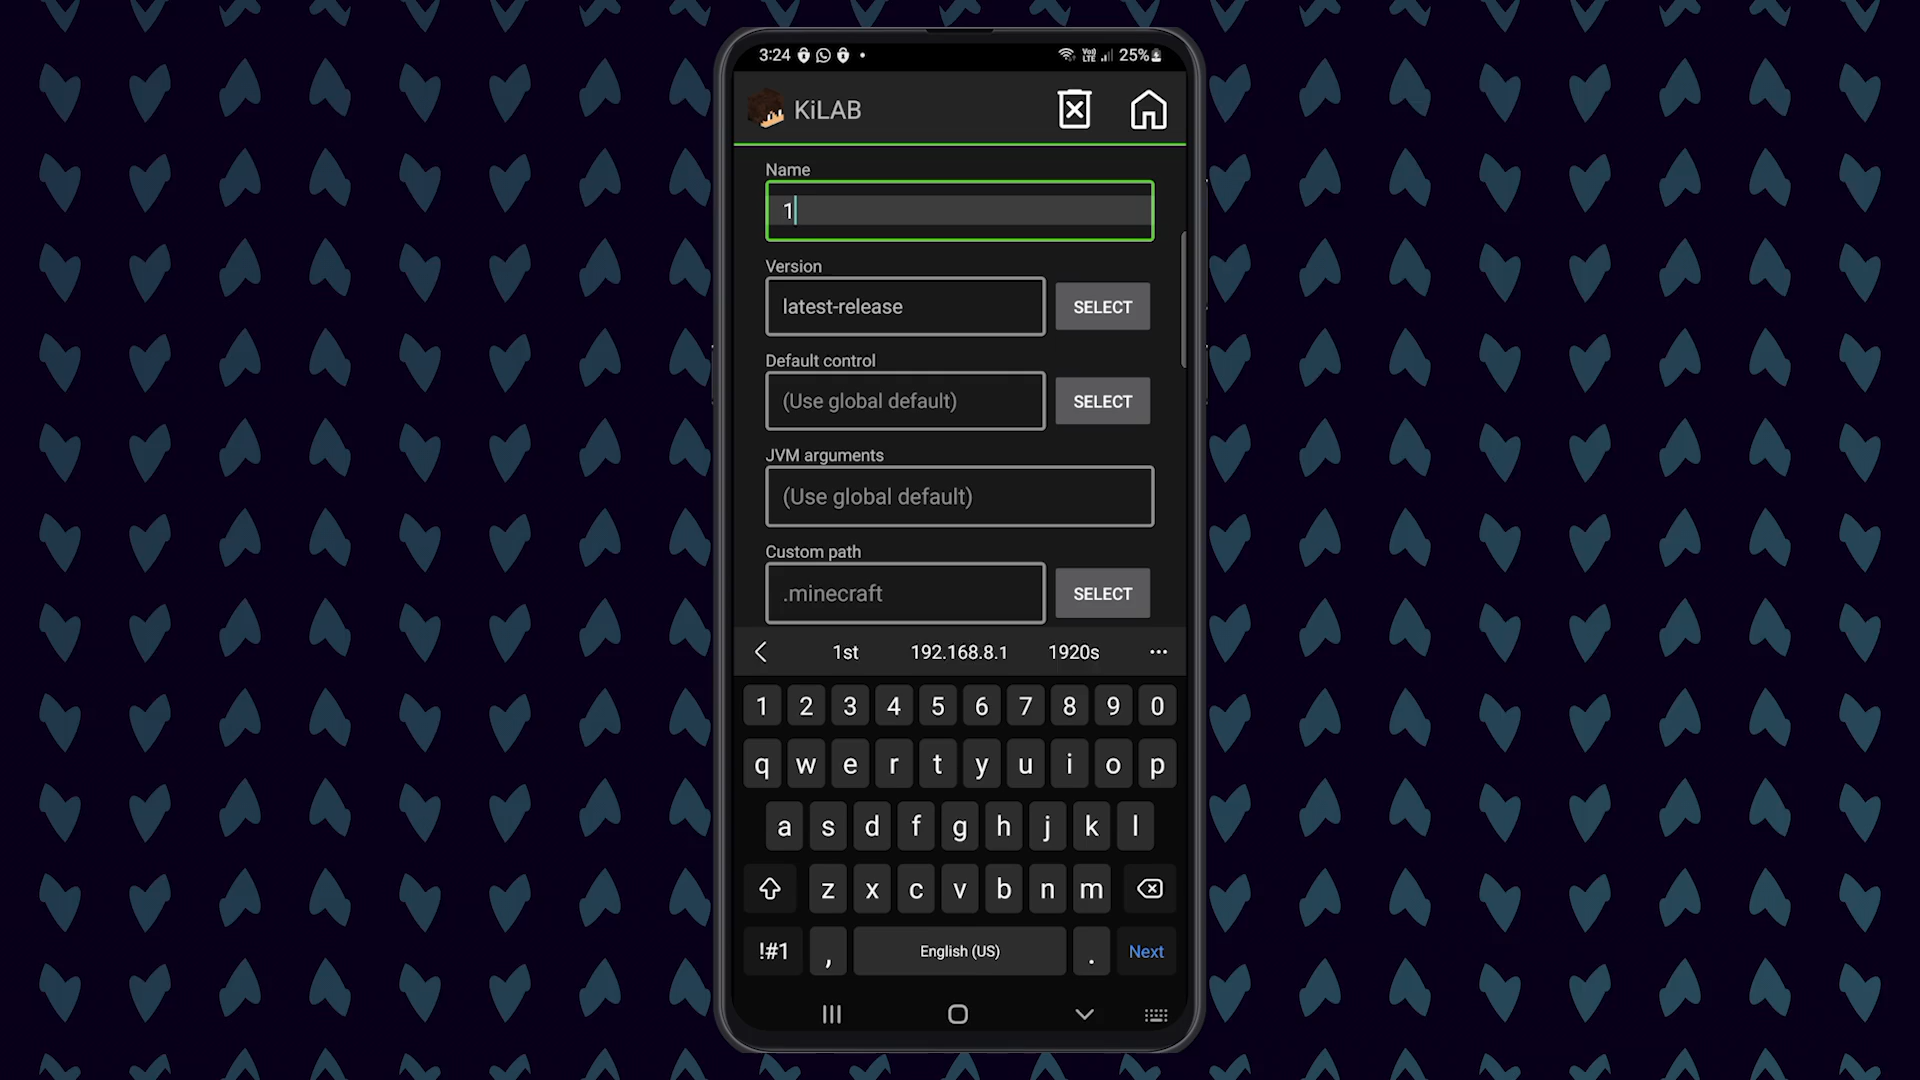 3:24 25%
Vo) LTE
KiLAB
Name
1
Version
latest-release SELECT
Default control
(Use global default) SELECT
JVM arguments
(Use global default)
Custom path
.minecraft SELECT
1st 192.168.8.1 1920s
1 2 3 4 5 6 7 8 9 0
q w e r t y u i o p
a s d f g h j k l
z x c v b n m
!#1 , English (US) . Next